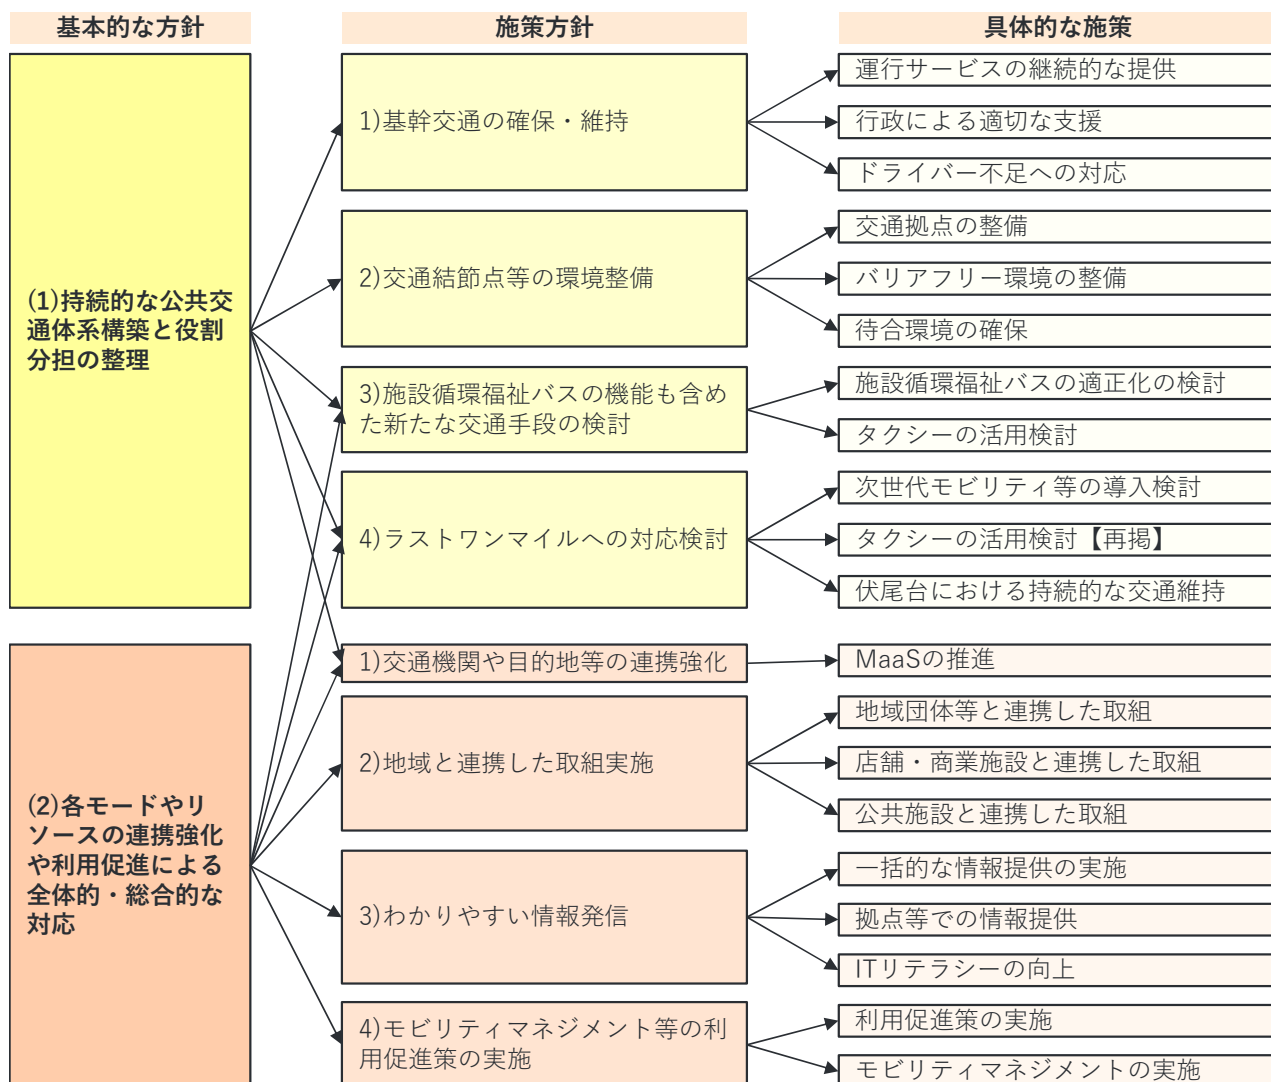 基本的な方針
施策方針
具体的な施策
(1)持続的な公共交
通体系構築と役割
分担の整理
1)基幹交通の確保・維持
運行サービスの継続的な提供
行政による適切な支援
ドライバー不足への対応
2)交通結節点等の環境整備
交通拠点の整備
バリアフリー環境の整備
待合環境の確保
3)施設循環福祉バスの機能も含め
た新たな交通手段の検討
施設循環福祉バスの適正化の検討
タクシーの活用検討
4)ラストワンマイルへの対応検討
次世代モビリティ等の導入検討
タクシーの活用検討【再掲】
伏尾台における持続的な交通維持
(2)各モードやリ
ソースの連携強化
や利用促進による
全体的・総合的な
対応
1)交通機関や目的地等の連携強化
MaaSの推進
2)地域と連携した取組実施
地域団体等と連携した取組
店舗・商業施設と連携した取組
公共施設と連携した取組
3)わかりやすい情報発信
一括的な情報提供の実施
拠点等での情報提供
ITリテラシーの向上
4)モビリティマネジメント等の利
用促進策の実施
利用促進策の実施
モビリティマネジメントの実施